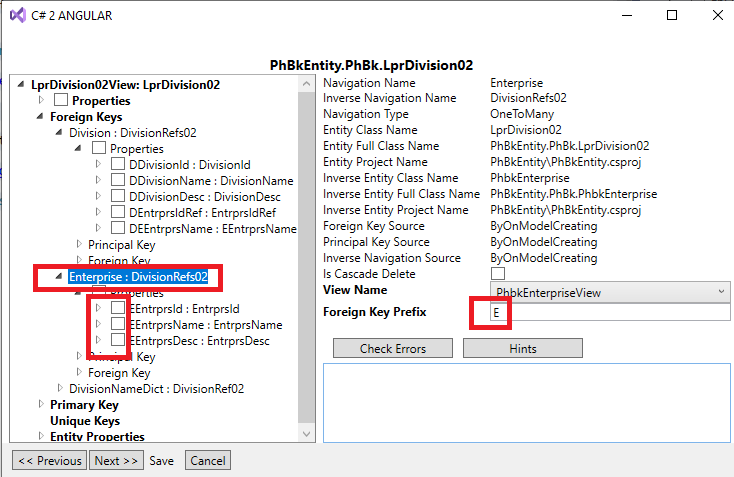 C# 2 ANGULAR
PhBkEntity.PhBk.LprDivision02
LprDivision02View: LprDivision02
Properties
Foreign Keys
Division : DivisionRefs02
Properties
DDivisionId : DivisionId
DDivisionName : DivisionName
DDivisionDesc : DivisionDesc
DEntrprsIdRef : EntrprsIdRef
DEEntrprsName : EEntrprsName
Principal Key
Foreign Key
Enterprise : DivisionRefs02
Properties
EEntrprsId : EntrprsId
EEntrprsName : EntrprsName
EEntrprsDesc : EntrprsDesc
Principal Key
Foreign Key
DivisionNameDict : DivisionRef02
Primary Key
Unique Keys
Entity Properties
Navigation Name Enterprise
Inverse Navigation Name DivisionRefs02
Navigation Type OneToMany
Entity Class Name LprDivision02
Entity Full Class Name PhBkEntity.PhBk.LprDivision02
Entity Project Name PhBkEntity\PhBkEntity.csproj
Inverse Entity Class Name PhbkEnterprise
Inverse Entity Full Class Name PhBkEntity.PhBk.PhbkEnterprise
Inverse Entity Project Name PhBkEntity\PhBkEntity.csproj
Foreign Key Source ByOnModelCreating
Principal Key Source ByOnModelCreating
Inverse Navigation Source ByOnModelCreating
Is Cascade Delete
View Name PhbkEnterpriseView
Foreign Key Prefix E
Check Errors Hints
<< Previous Next >> Save Cancel